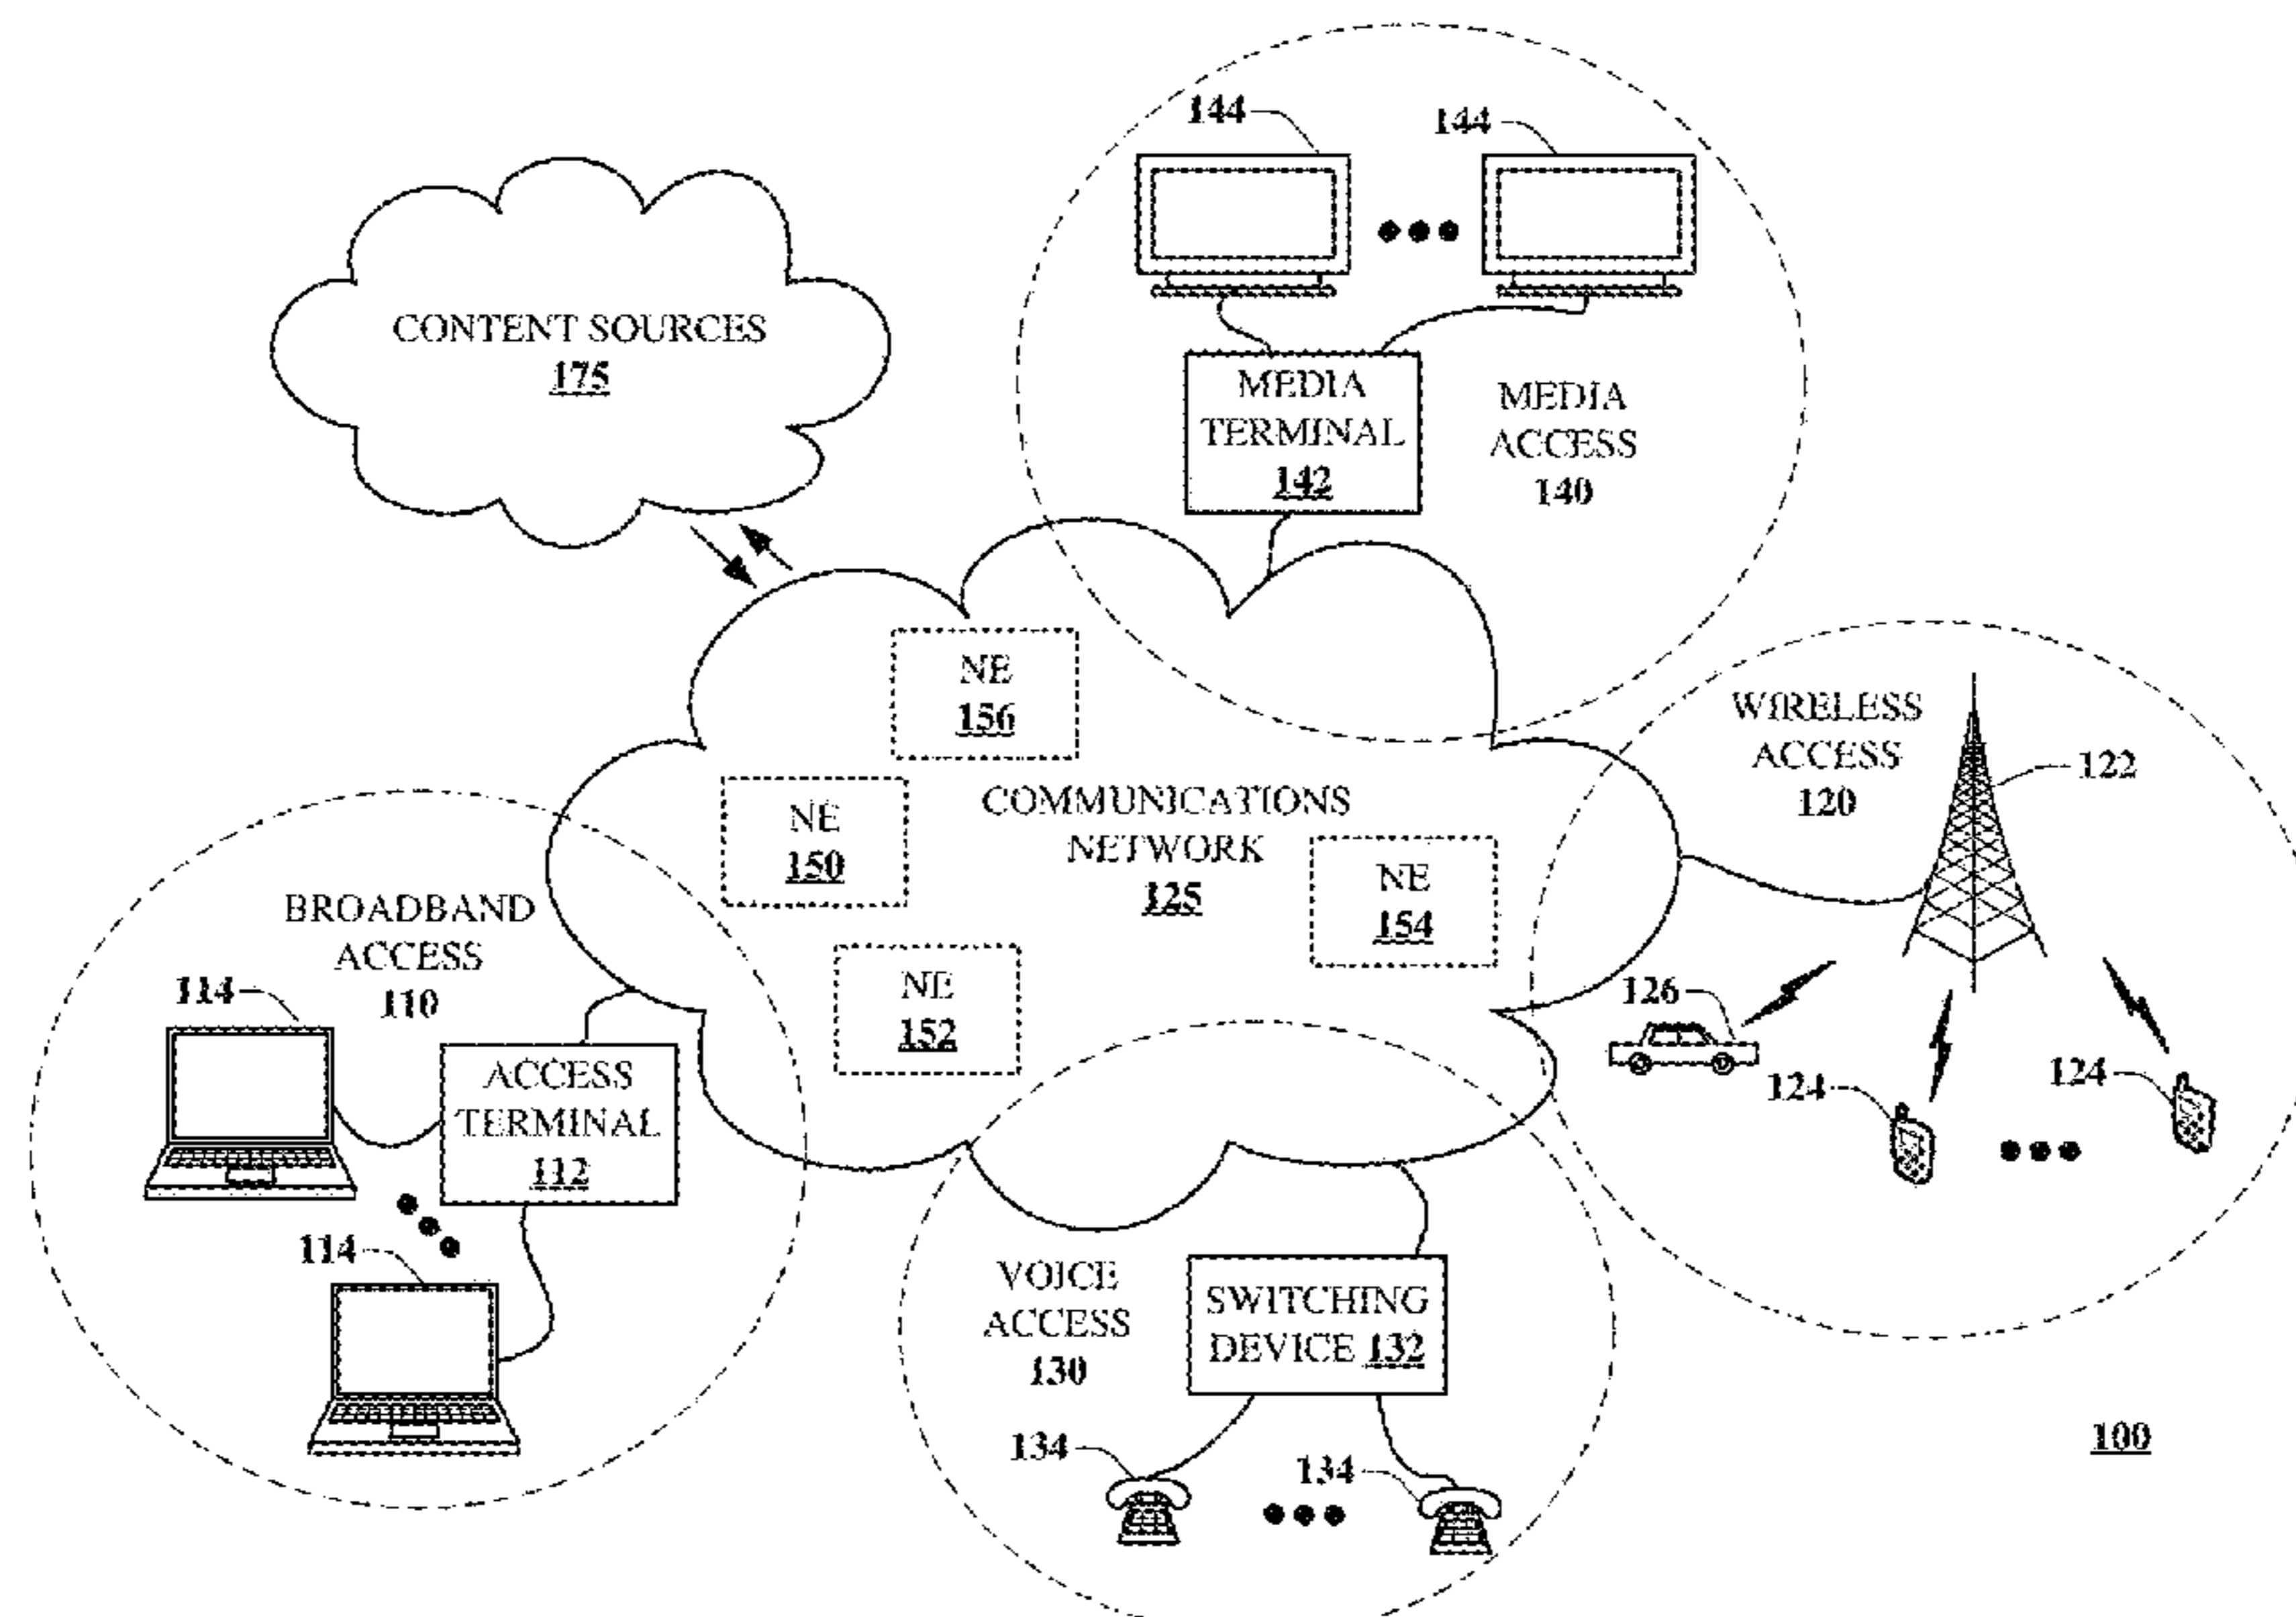 144
144
CONTENT SOURCES
175
MEDIA
TERMINAL
142
MEDIA
ACCESS
140
NE
156
WIRELESS
ACCESS
120
122
NE
150
COMMUNICATIONS
NETWORK
125
NE
154
BROADBAND
ACCESS
110
114
NE
152
126
ACCESS
TERMINAL
112
124
124
114
VOICE
ACCESS
130
SWITCHING
DEVICE 132
134
134
100